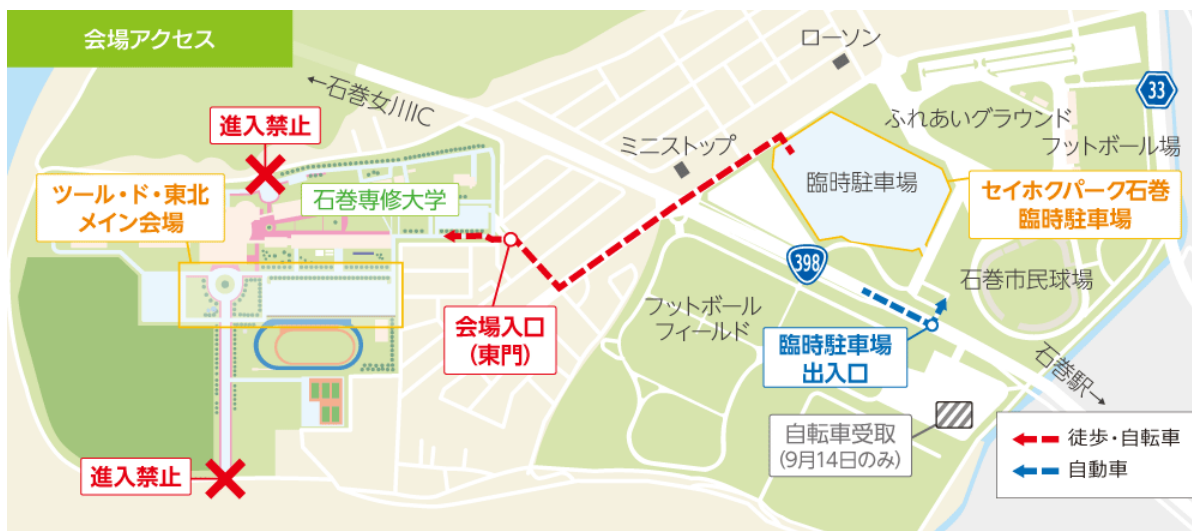 会場アクセス
←石巻女川IC
ローソン
33
進入禁止
ミニストップ
ふれあいグラウンド
フットボール場
ツール・ド・東北
メイン会場
石巻専修大学
臨時駐車場
セイホクパーク石巻
臨時駐車場
398
石巻市民球場
フットボール
フィールド
会場入口
(東門)
臨時駐車場
出入口
石巻駅→
自転車受取
(9月14日のみ)
進入禁止
徒歩・自転車
自動車